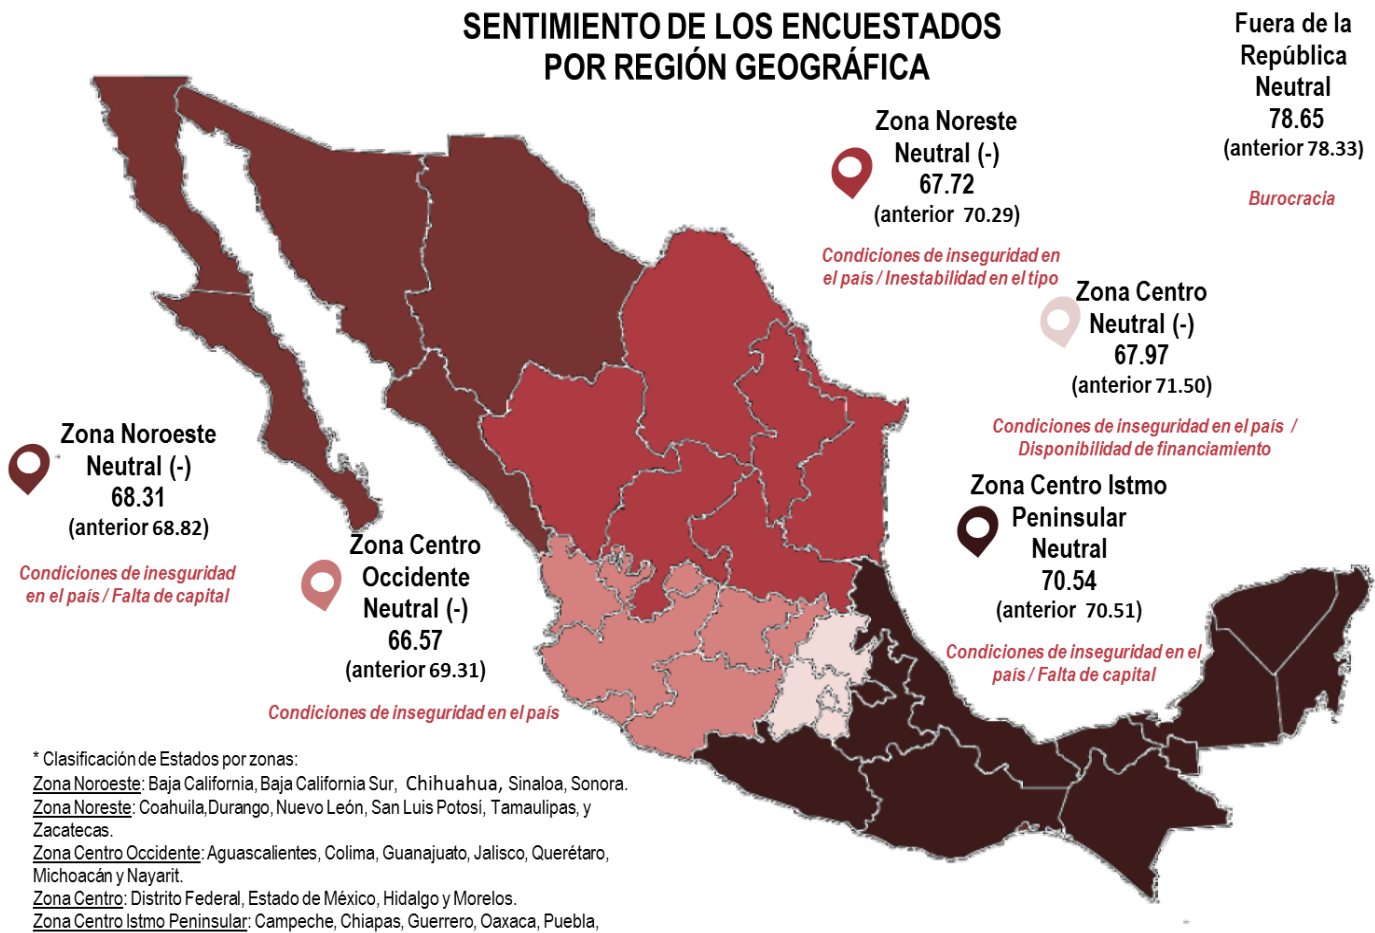 SENTIMIENTO DE LOS ENCUESTADOS
POR REGIÓN GEOGRÁFICA
Fuera de la
República
Neutral
78.65
(anterior 78.33)
Burocracia
Zona Noreste
Neutral (-)
67.72
(anterior 70.29)
Condiciones de inseguridad en
el país / Inestabilidad en el tipo
Zona Centro
Neutral (-)
67.97
(anterior 71.50)
Condiciones de inseguridad en el país /
Disponibilidad de financiamiento
Zona Noroeste
Neutral (-)
68.31
(anterior 68.82)
Condiciones de inesguridad
en el país / Falta de capital
Zona Centro
Occidente
Neutral (-)
66.57
(anterior 69.31)
Condiciones de inseguridad en el país
Zona Centro Istmo
Peninsular
Neutral
70.54
(anterior 70.51)
Condiciones de inseguridad en el
país / Falta de capital
* Clasificación de Estados por zonas:
Zona Noroeste: Baja California, Baja California Sur, Chihuahua, Sinaloa, Sonora.
Zona Noreste: Coahuila,Durango, Nuevo León, San Luis Potosí, Tamaulipas, y
Zacatecas.
Zona Centro Occidente: Aguascalientes, Colima, Guanajuato, Jalisco, Querétaro,
Michoacán y Nayarit.
Zona Centro: Distrito Federal, Estado de México, Hidalgo y Morelos.
Zona Centro Istmo Peninsular: Campeche, Chiapas, Guerrero, Oaxaca, Puebla,